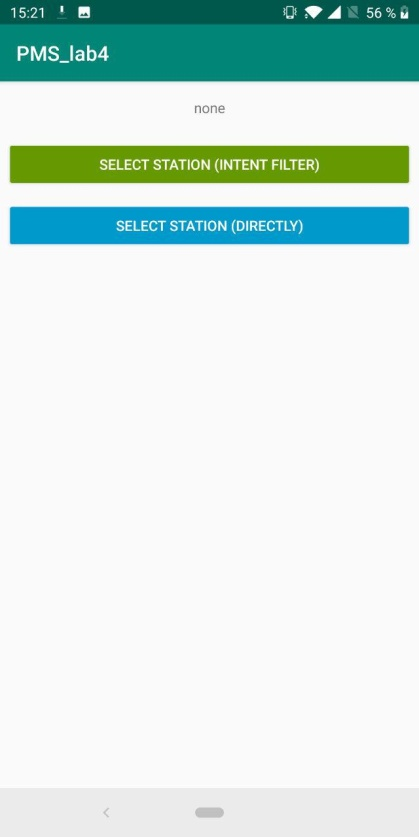 15:21 56 %
PMS_lab4
none
SELECT STATION (INTENT FILTER)
SELECT STATION (DIRECTLY)